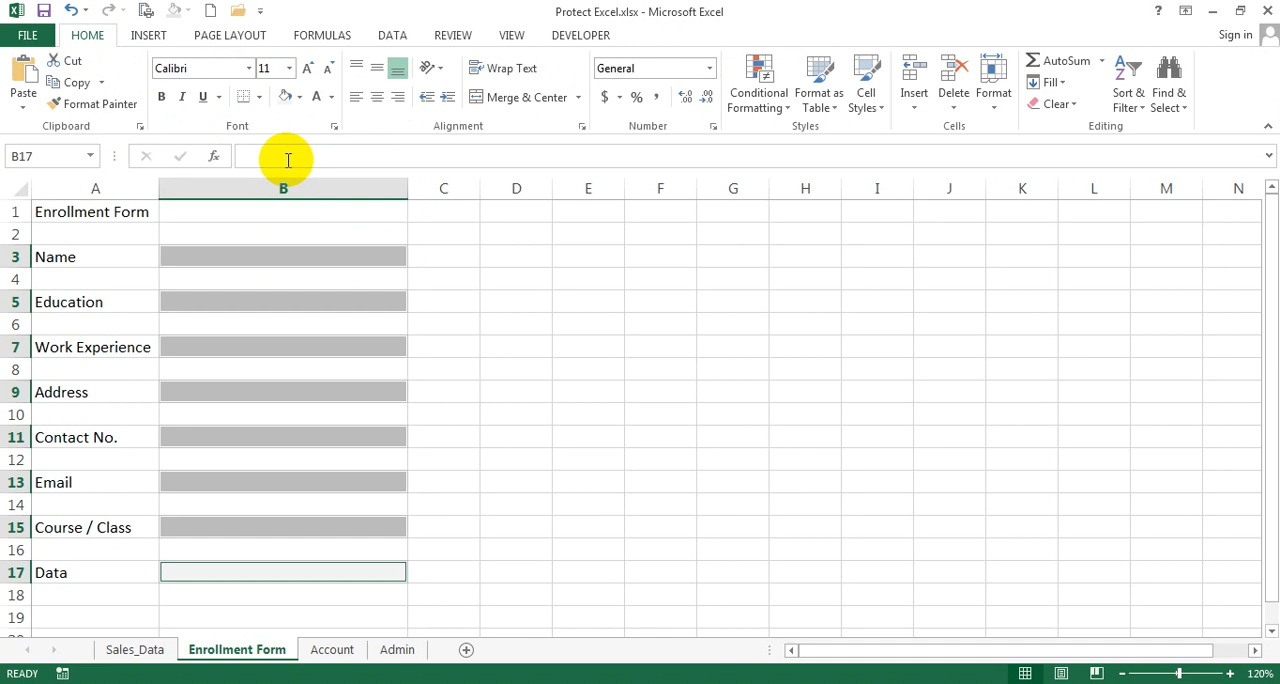 Protect Excel.xlsx - Microsoft Excel
FILE HOME INSERT PAGE LAYOUT FORMULAS DATA REVIEW VIEW DEVELOPER Sign in
Paste Cut Copy Format Painter
Clipboard
Calibri 11
B I U A
Font
Wrap Text
Merge & Center
Alignment
General
$ % ,
Number
Conditional Formatting Format as Table Cell Styles
Styles
Insert Delete Format
Cells
AutoSum Fill Clear
Sort & Filter Find & Select
Editing
B17 fx
A B C D E F G H I J K L M N
1 Enrollment Form
2
3 Name
4
5 Education
6
7 Work Experience
8
9 Address
10
11 Contact No.
12
13 Email
14
15 Course / Class
16
17 Data
18
19
Sales_Data Enrollment Form Account Admin
READY 120%